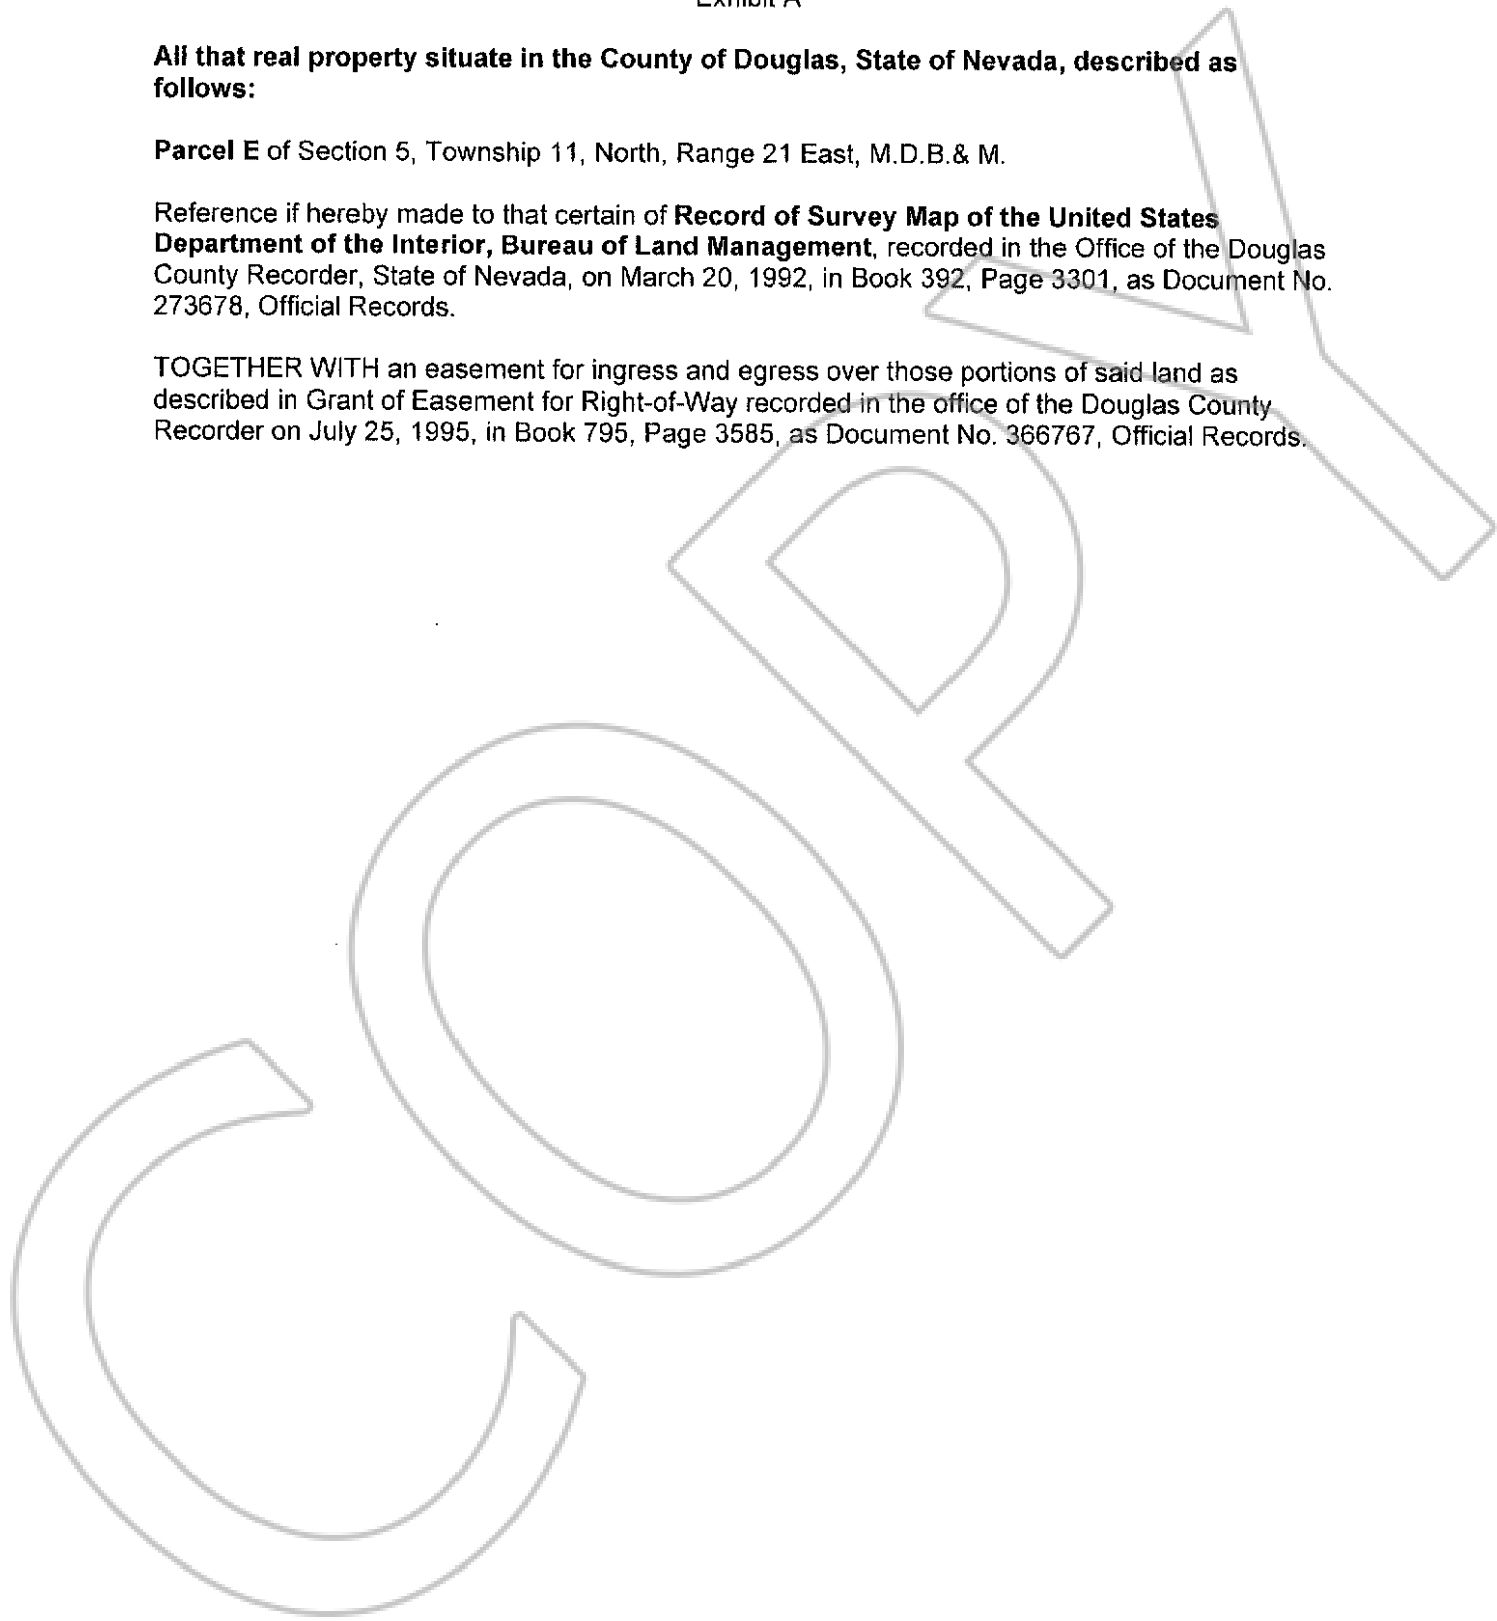 Exhibit A
All that real property situate in the County of Douglas, State of Nevada, described as
follows:
Parcel E of Section 5, Township 11, North, Range 21 East, M.D.B.& M.
Reference if hereby made to that certain of Record of Survey Map of the United States
Department of the Interior, Bureau of Land Management, recorded in the Office of the Douglas
County Recorder, State of Nevada, on March 20, 1992, in Book 392, Page 3301, as Document No.
273678, Official Records.
TOGETHER WITH an easement for ingress and egress over those portions of said land as
described in Grant of Easement for Right-of-Way recorded in the office of the Douglas County
Recorder on July 25, 1995, in Book 795, Page 3585, as Document No. 366767, Official Records.
COPY